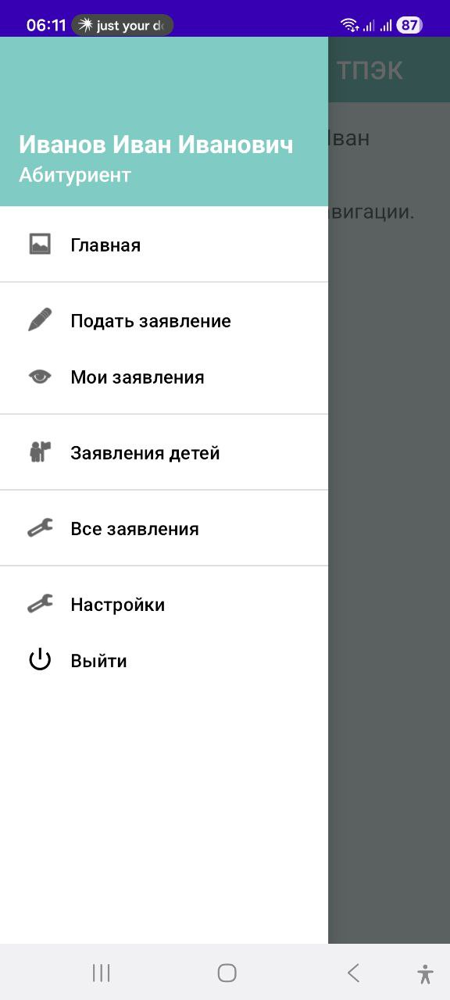 06:11 just your d 87
ТПЭК
Иванов Иван Иванович
Абитуриент
Главная
Подать заявление
Мои заявления
Заявления детей
Все заявления
Настройки
Выйти
Иван
вигации.